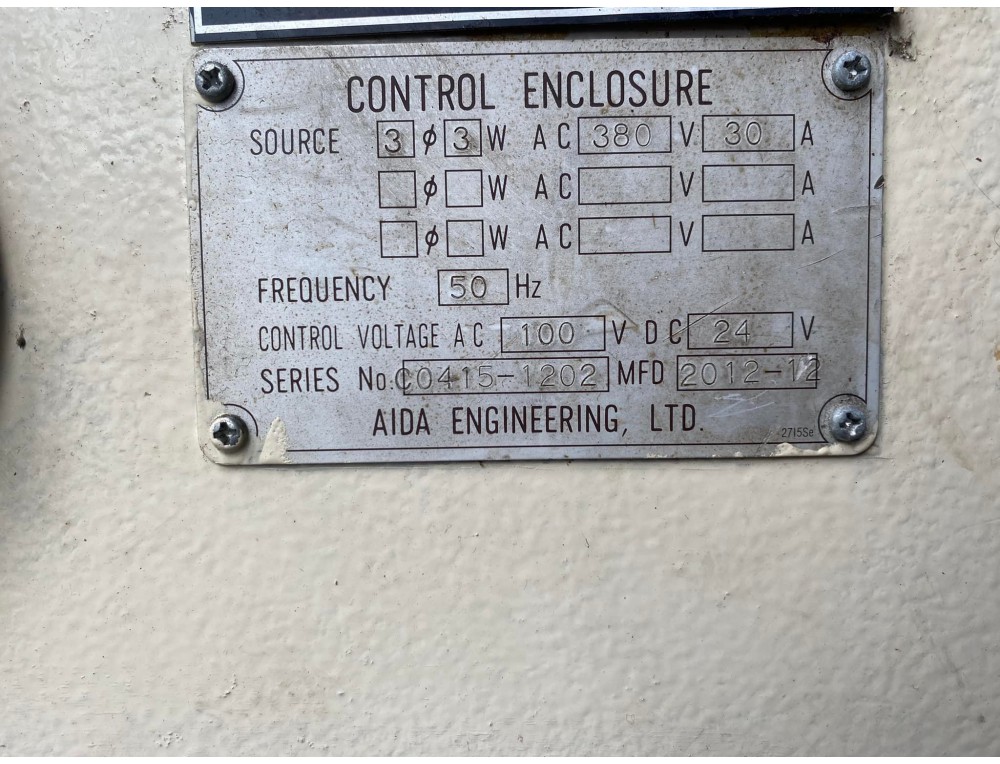 CONTROL ENCLOSURE
SOURCE 3 φ 3 W AC 380 V 30 A
φ W AC V A
φ W AC V A
FREQUENCY 50 Hz
CONTROL VOLTAGE AC 100 V DC 24 V
SERIES No. C0415-1202 MFD 2012-12
AIDA ENGINEERING, LTD.
2715Se